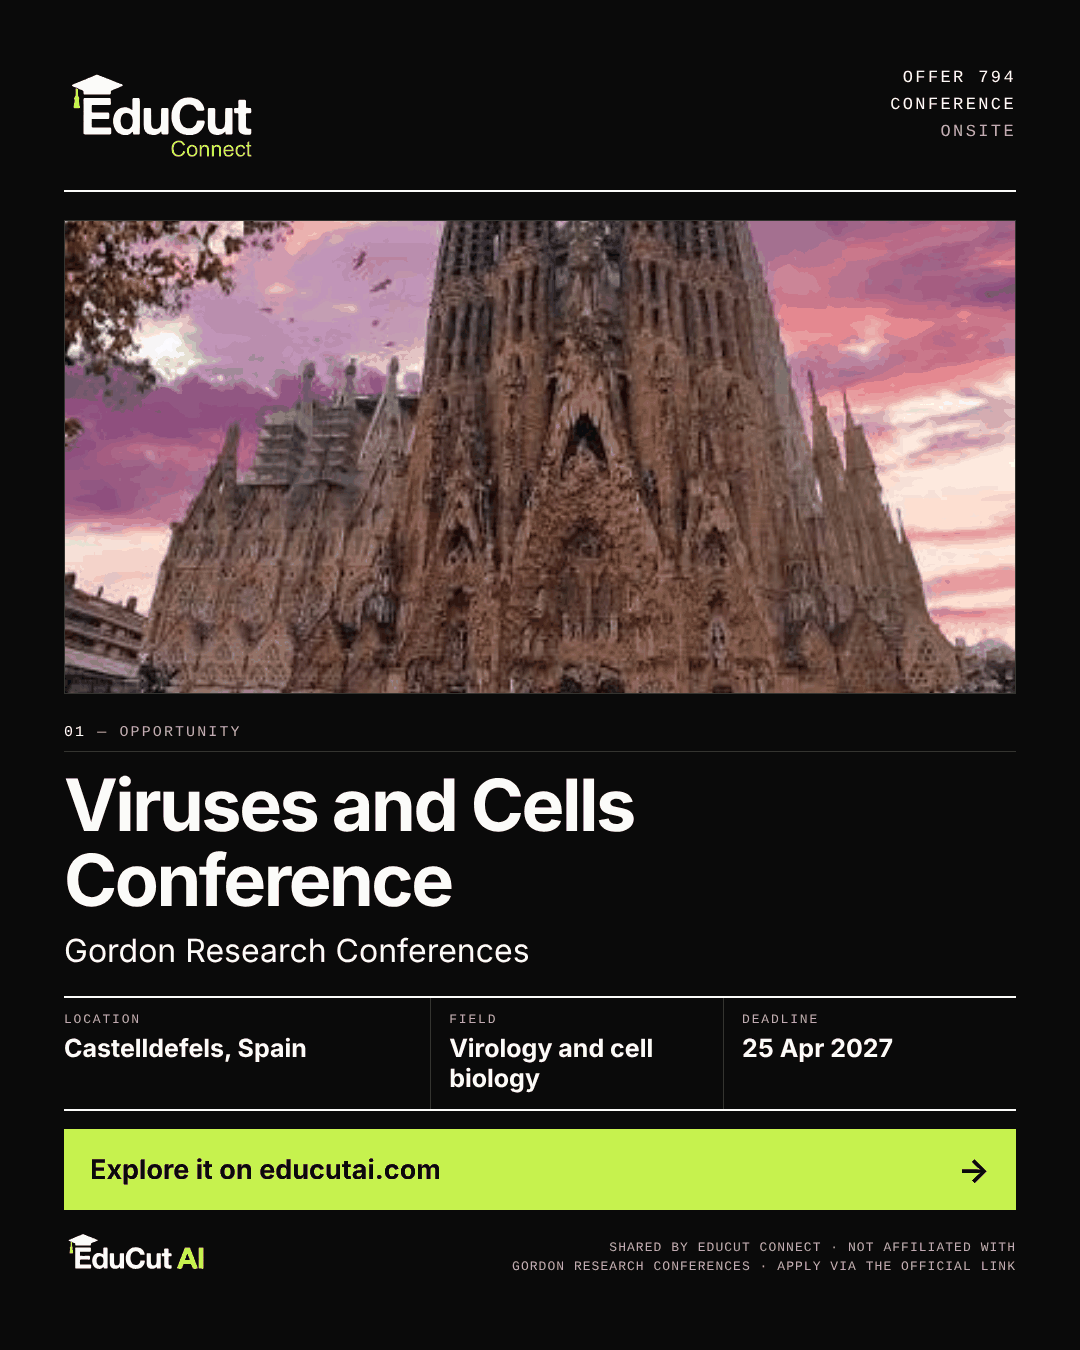 EduCut
Connect
OFFER 794
CONFERENCE
ONSITE
01 — OPPORTUNITY
Viruses and Cells
Conference
Gordon Research Conferences
LOCATION
Castelldefels, Spain
FIELD
Virology and cell
biology
DEADLINE
25 Apr 2027
Explore it on educutai.com →
EduCut AI
SHARED BY EDUCUT CONNECT · NOT AFFILIATED WITH
GORDON RESEARCH CONFERENCES · APPLY VIA THE OFFICIAL LINK